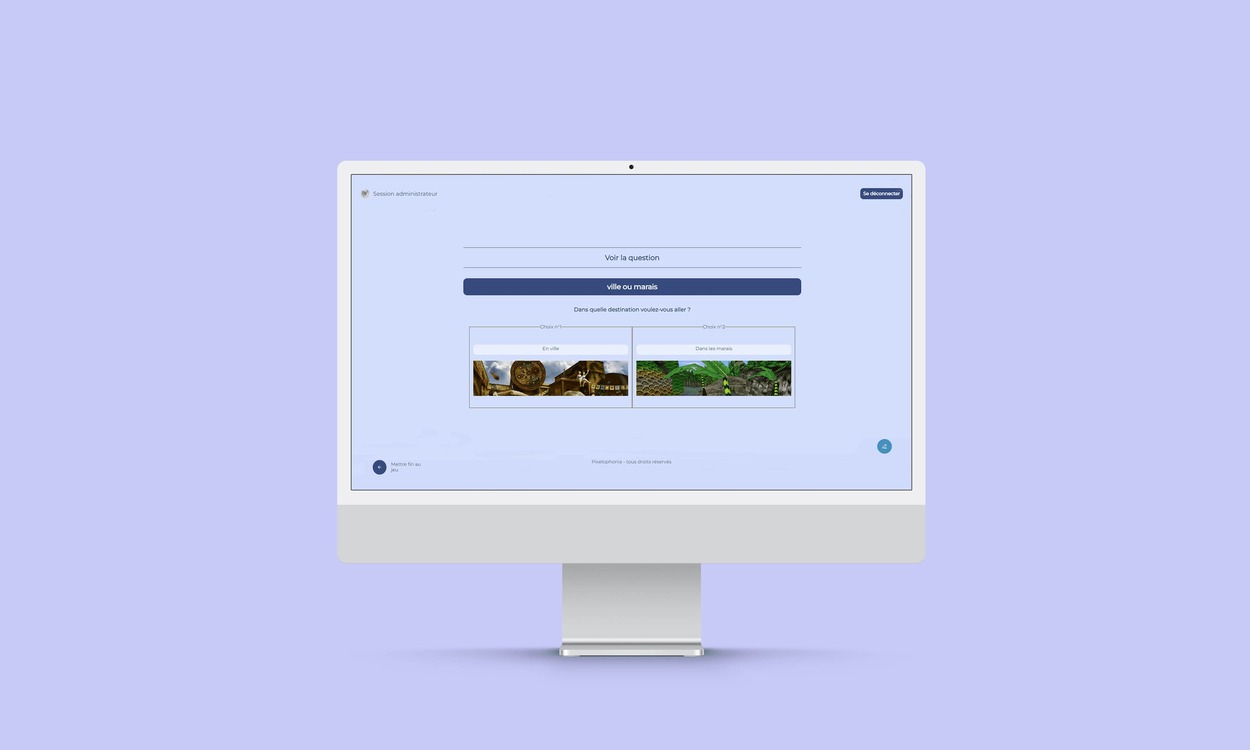 Session administrateur
Se déconnecter
Voir la question
ville ou marais
Dans quelle destination voulez-vous aller ?
Choix n°1
Choix n°2
En ville
Dans les marais
Mettre fin au
jeu
Pixelophonia - tous droits réservés